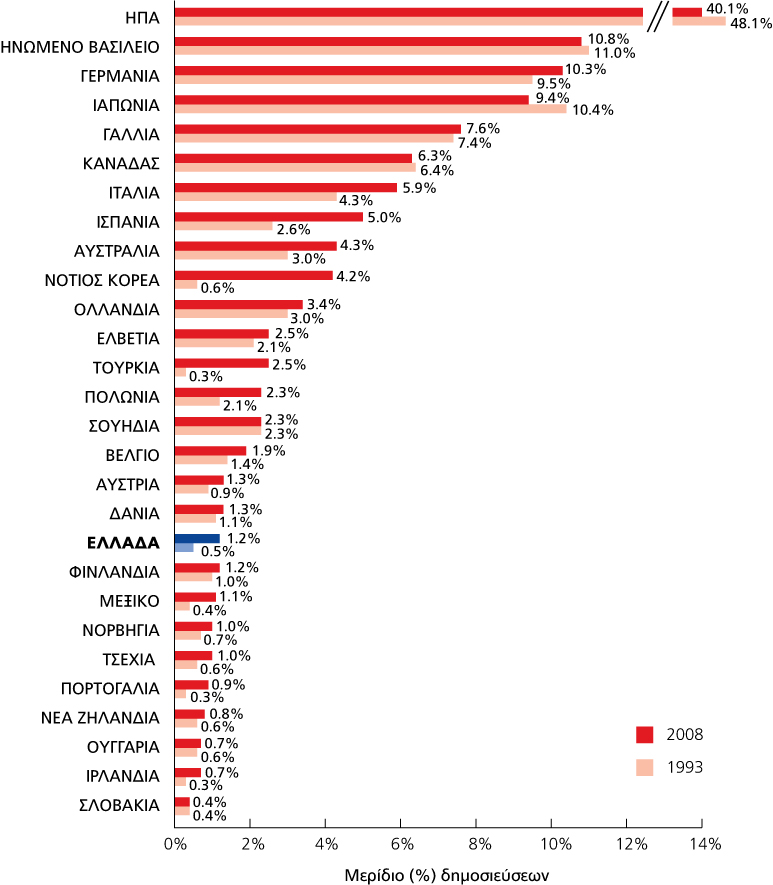 ΗΠΑ 40.1%
48.1%
ΗΝΩΜΕΝΟ ΒΑΣΙΛΕΙΟ 10.8%
11.0%
ΓΕΡΜΑΝΙΑ 10.3%
9.5%
ΙΑΠΩΝΙΑ 9.4%
10.4%
ΓΑΛΛΙΑ 7.6%
7.4%
ΚΑΝΑΔΑΣ 6.3%
6.4%
ΙΤΑΛΙΑ 5.9%
4.3%
ΙΣΠΑΝΙΑ 5.0%
2.6%
ΑΥΣΤΡΑΛΙΑ 4.3%
3.0%
ΝΟΤΙΟΣ ΚΟΡΕΑ 4.2%
0.6%
ΟΛΛΑΝΔΙΑ 3.4%
3.0%
ΕΛΒΕΤΙΑ 2.5%
2.1%
ΤΟΥΡΚΙΑ 2.5%
0.3%
ΠΟΛΩΝΙΑ 2.3%
2.1%
ΣΟΥΗΔΙΑ 2.3%
2.3%
ΒΕΛΓΙΟ 1.9%
1.4%
ΑΥΣΤΡΙΑ 1.3%
0.9%
ΔΑΝΙΑ 1.3%
1.1%
ΕΛΛΑΔΑ 1.2%
0.5%
ΦΙΝΛΑΝΔΙΑ 1.2%
1.0%
ΜΕΞΙΚΟ 1.1%
0.4%
ΝΟΡΒΗΓΙΑ 1.0%
0.7%
ΤΣΕΧΙΑ 1.0%
0.6%
ΠΟΡΤΟΓΑΛΙΑ 0.9%
0.3%
ΝΕΑ ΖΗΛΑΝΔΙΑ 0.8%
0.6%
ΟΥΓΓΑΡΙΑ 0.7%
0.6%
ΙΡΛΑΝΔΙΑ 0.7%
0.3%
ΣΛΟΒΑΚΙΑ 0.4%
0.4%
2008
1993
0% 2% 4% 6% 8% 10% 12% 14%
Μερίδιο (%) δημοσιεύσεων